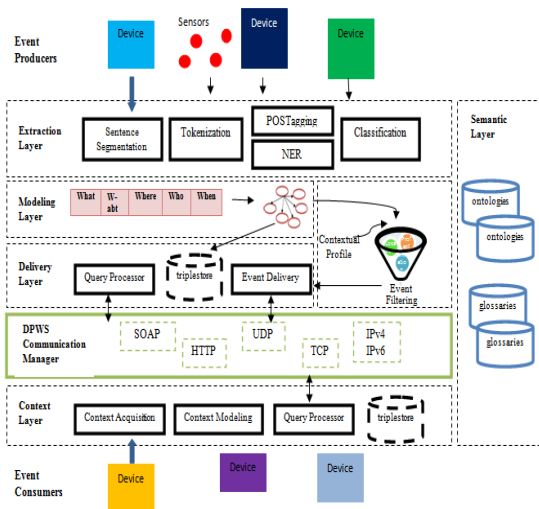 Event
Producers
Device
Sensors
Device
Device
Extraction
Layer
Sentence
Segmentation
Tokenization
POSTagging
NER
Classification
Semantic
Layer
Modeling
Layer
What
W-
abt
Where
Who
When
ontologies
ontologies
Contextual
Profile
Event
Filtering
Delivery
Layer
Query Processor
triplestore
Event Delivery
glossaries
glossaries
DPWS
Communication
Manager
SOAP
HTTP
UDP
TCP
IPv4
IPv6
Context
Layer
Context Acquisition
Context Modeling
Query Processor
triplestore
Event
Consumers
Device
Device
Device